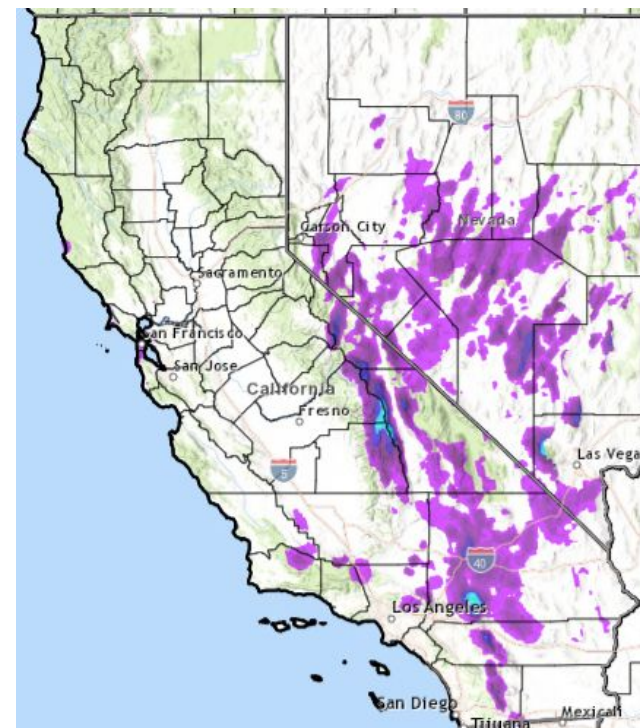 80
Carson City
Nevada
Sacramento
San Francisco
San Jose
California
Fresno
5
Las Vega
40
Los Angeles
San Diego
Mexicali
Tijuana